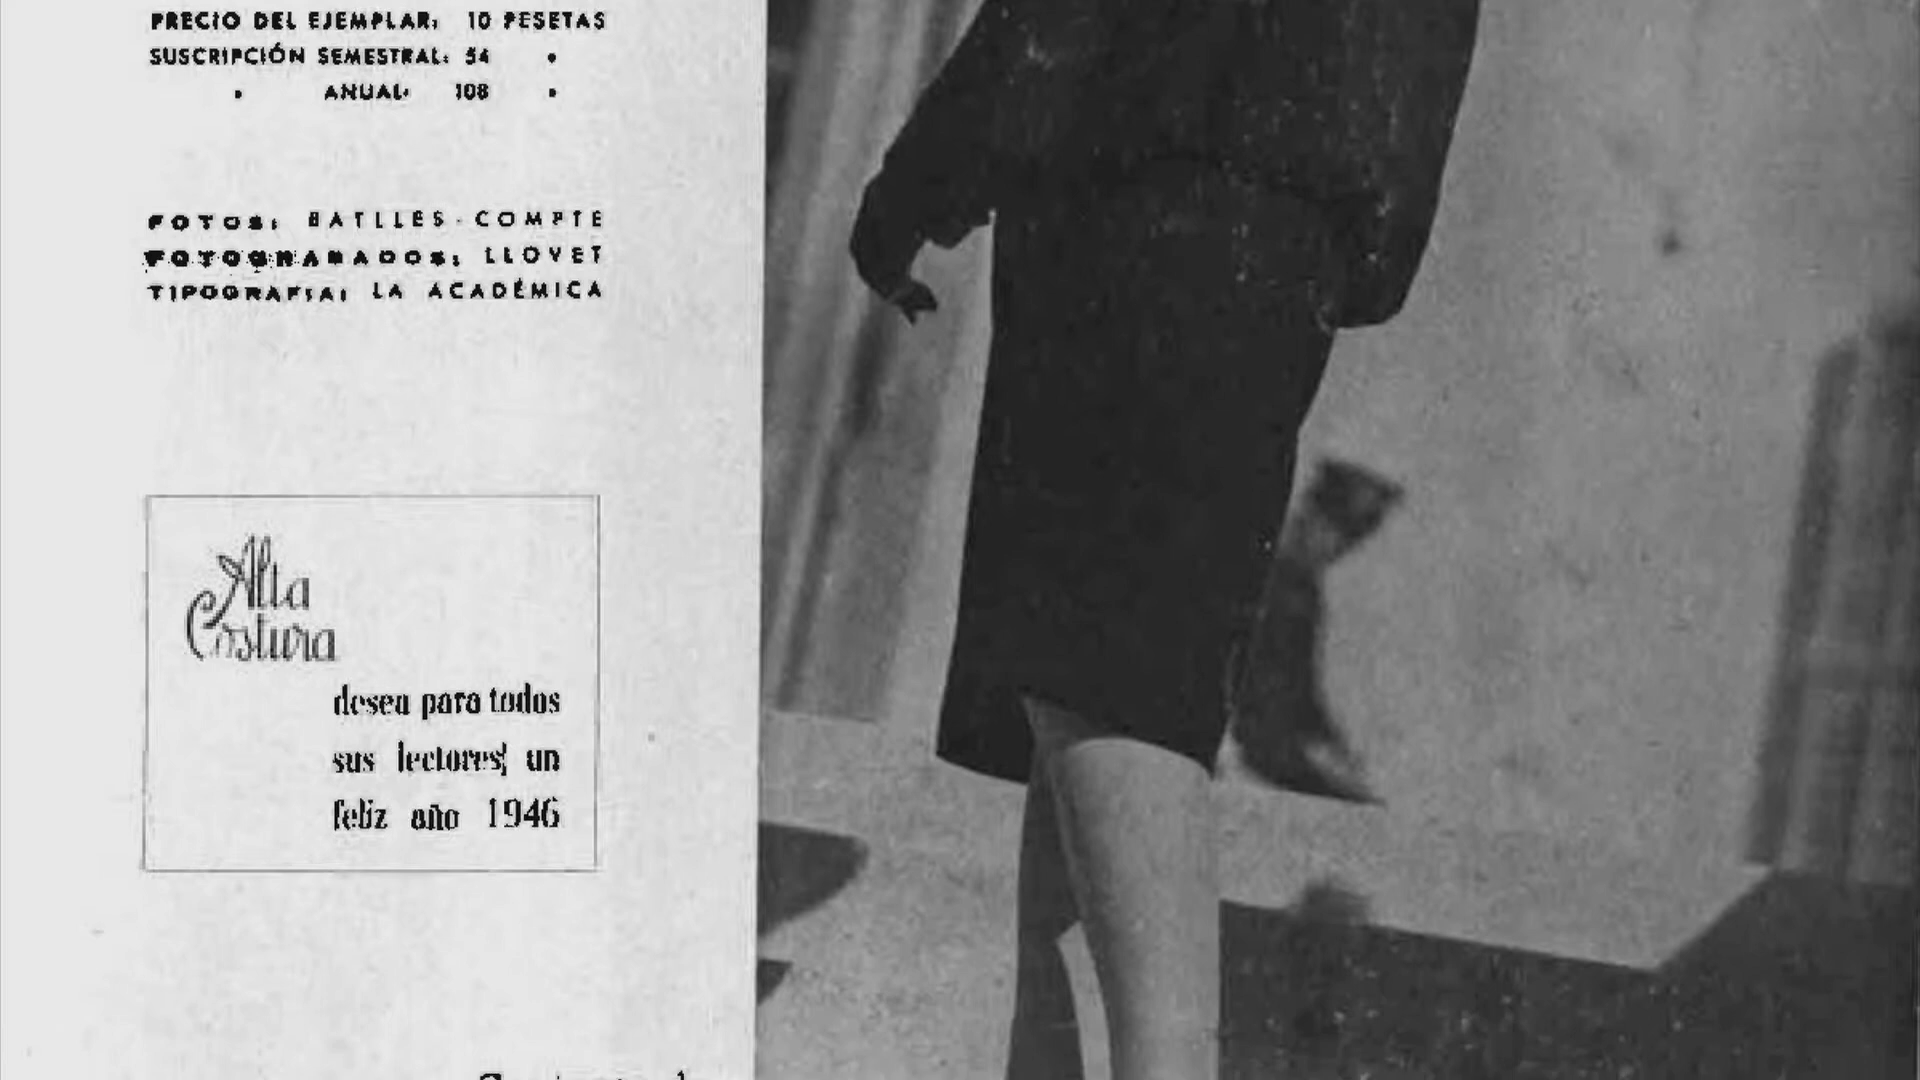 PRECIO DEL EJEMPLAR: 10 PESETAS
SUSCRIPCIÓN SEMESTRAL: 54 •
• ANUAL: 108 •
FOTOS: BATLLES - COMPTE
FOTOGRABADOS: LLOVET
TIPOGRAFIA: LA ACADÉMICA
Alta
Costura
desea para todos
sus lectores, un
feliz año 1946